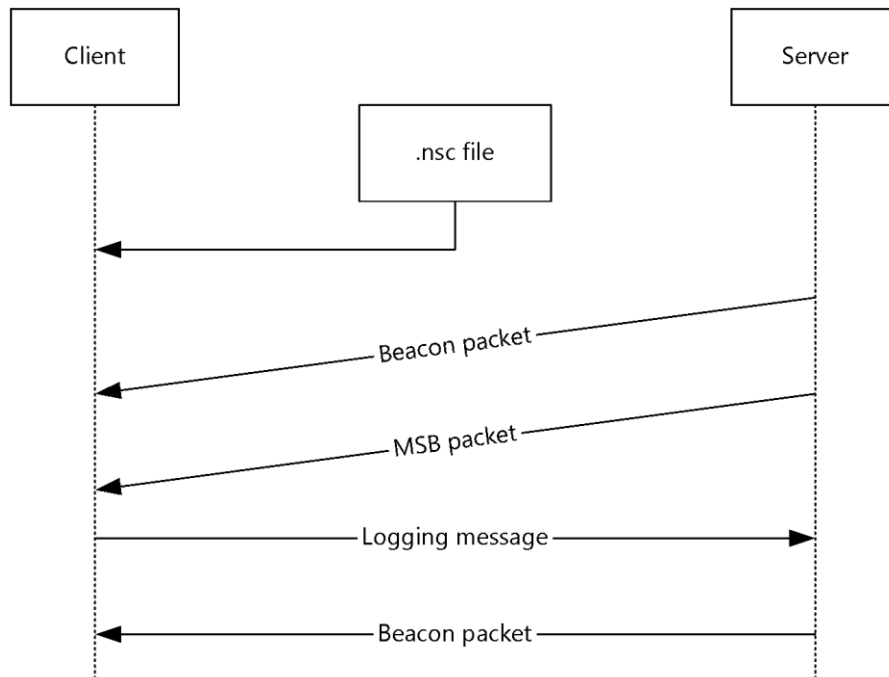 Client
Server
.nsc file
Beacon packet
MSB packet
Logging message
Beacon packet